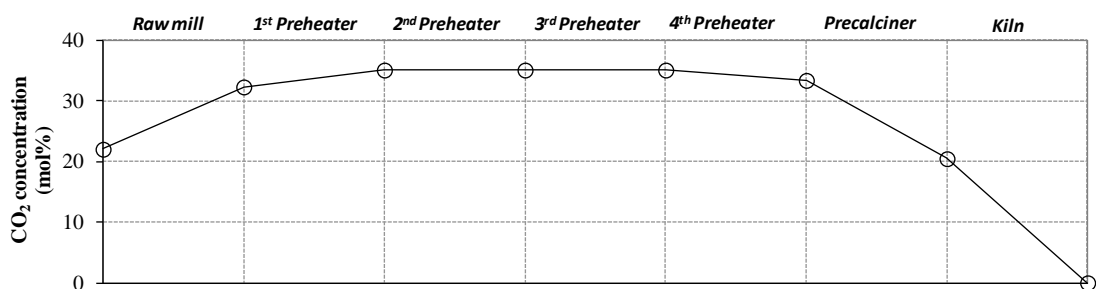 Raw mill 1st Preheater 2nd Preheater 3rd Preheater 4th Preheater Precalciner Kiln
CO2 concentration
(mol%)
40
30
20
10
0